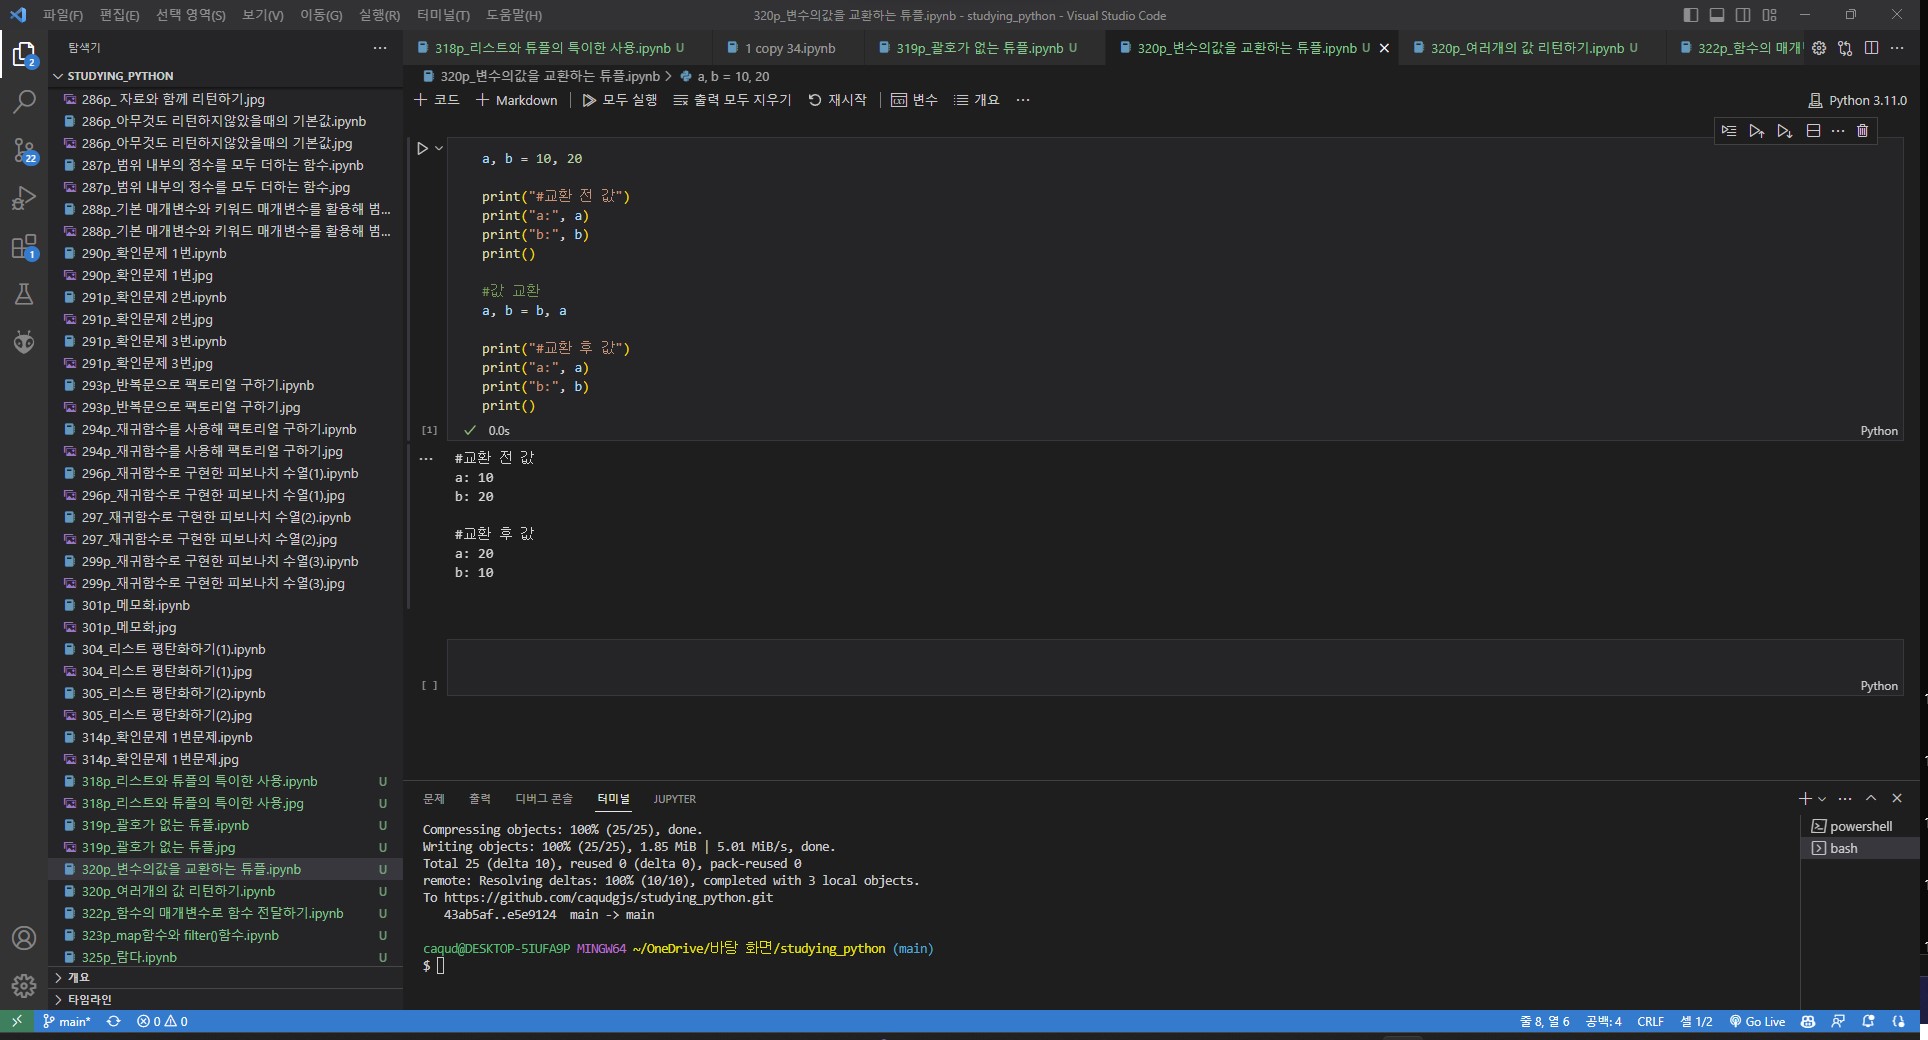 파일(F) 편집(E) 선택 영역(S) 보기(V) 이동(G) 실행(R) 터미널(T) 도움말(H)
320p_변수의값을 교환하는 튜플.ipynb - studying_python - Visual Studio Code
탐색기
318p_리스트와 튜플의 특이한 사용.ipynb U
1 copy 34.ipynb
319p_괄호가 없는 튜플.ipynb U
320p_변수의값을 교환하는 튜플.ipynb U
320p_여러개의 값 리턴하기.ipynb U
322p_함수의 매개
STUDYING_PYTHON
320p_변수의값을 교환하는 튜플.ipynb > a, b = 10, 20
코드 Markdown 모두 실행 출력 모두 지우기 재시작 변수 개요 ...
Python 3.11.0
2
22
1
286p_ 자료와 함께 리턴하기.jpg
286p_아무것도 리턴하지않았을때의 기본값.ipynb
286p_아무것도 리턴하지않았을때의 기본값.jpg
287p_범위 내부의 정수를 모두 더하는 함수.ipynb
287p_범위 내부의 정수를 모두 더하는 함수.jpg
288p_기본 매개변수와 키워드 매개변수를 활용해 범...
288p_기본 매개변수와 키워드 매개변수를 활용해 범...
290p_확인문제 1번.ipynb
290p_확인문제 1번.jpg
291p_확인문제 2번.ipynb
291p_확인문제 2번.jpg
291p_확인문제 3번.ipynb
291p_확인문제 3번.jpg
293p_반복문으로 팩토리얼 구하기.ipynb
293p_반복문으로 팩토리얼 구하기.jpg
294p_재귀함수를 사용해 팩토리얼 구하기.ipynb
294p_재귀함수를 사용해 팩토리얼 구하기.jpg
296p_재귀함수로 구현한 피보나치 수열(1).ipynb
296p_재귀함수로 구현한 피보나치 수열(1).jpg
297_재귀함수로 구현한 피보나치 수열(2).ipynb
297_재귀함수로 구현한 피보나치 수열(2).jpg
299p_재귀함수로 구현한 피보나치 수열(3).ipynb
299p_재귀함수로 구현한 피보나치 수열(3).jpg
301p_메모화.ipynb
301p_메모화.jpg
304_리스트 평탄화하기(1).ipynb
304_리스트 평탄화하기(1).jpg
305_리스트 평탄화하기(2).ipynb
305_리스트 평탄화하기(2).jpg
314p_확인문제 1번문제.ipynb
314p_확인문제 1번문제.jpg
318p_리스트와 튜플의 특이한 사용.ipynb U
318p_리스트와 튜플의 특이한 사용.jpg U
319p_괄호가 없는 튜플.ipynb U
319p_괄호가 없는 튜플.jpg U
320p_변수의값을 교환하는 튜플.ipynb U
320p_여러개의 값 리턴하기.ipynb U
322p_함수의 매개변수로 함수 전달하기.ipynb U
323p_map함수와 filter()함수.ipynb U
325p_람다.ipynb U
개요
타임라인
a, b = 10, 20
print("#교환 전 값")
print("a:", a)
print("b:", b)
print()
#값 교환
a, b = b, a
print("#교환 후 값")
print("a:", a)
print("b:", b)
print()
[1] 0.0s
Python
#교환 전 값
a: 10
b: 20
#교환 후 값
a: 20
b: 10
[ ]
Python
문제 출력 디버그 콘솔 터미널 JUPYTER
Compressing objects: 100% (25/25), done.
Writing objects: 100% (25/25), 1.85 MiB | 5.01 MiB/s, done.
Total 25 (delta 10), reused 0 (delta 0), pack-reused 0
remote: Resolving deltas: 100% (10/10), completed with 3 local objects.
To https://github.com/caqudgjs/studying_python.git
43ab5af..e5e9124 main -> main
caqud@DESKTOP-5IUFA9P MINGW64 ~/OneDrive/바탕 화면/studying_python (main)
$
powershell
bash
main* 0 0
줄 8, 열 6 공백: 4 CRLF 셀 1/2 Go Live